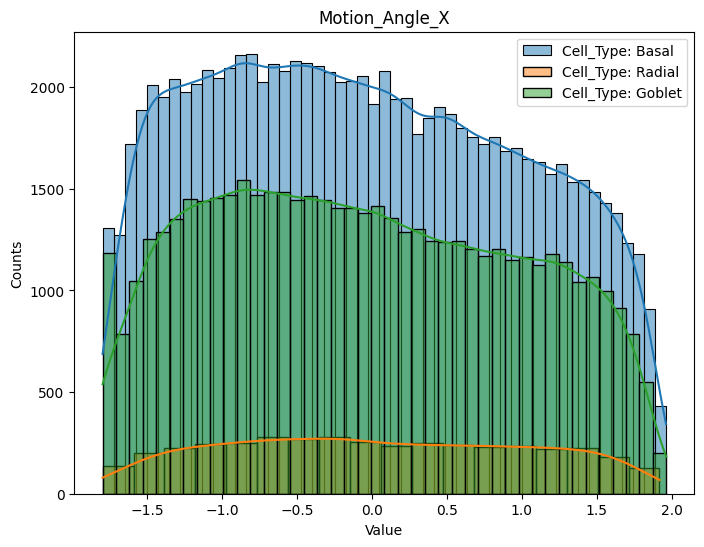 Motion_Angle_X
Cell_Type: Basal
Cell_Type: Radial
Cell_Type: Goblet
Counts
2000
1500
1000
500
0
−1.5 −1.0 −0.5 0.0 0.5 1.0 1.5 2.0
Value